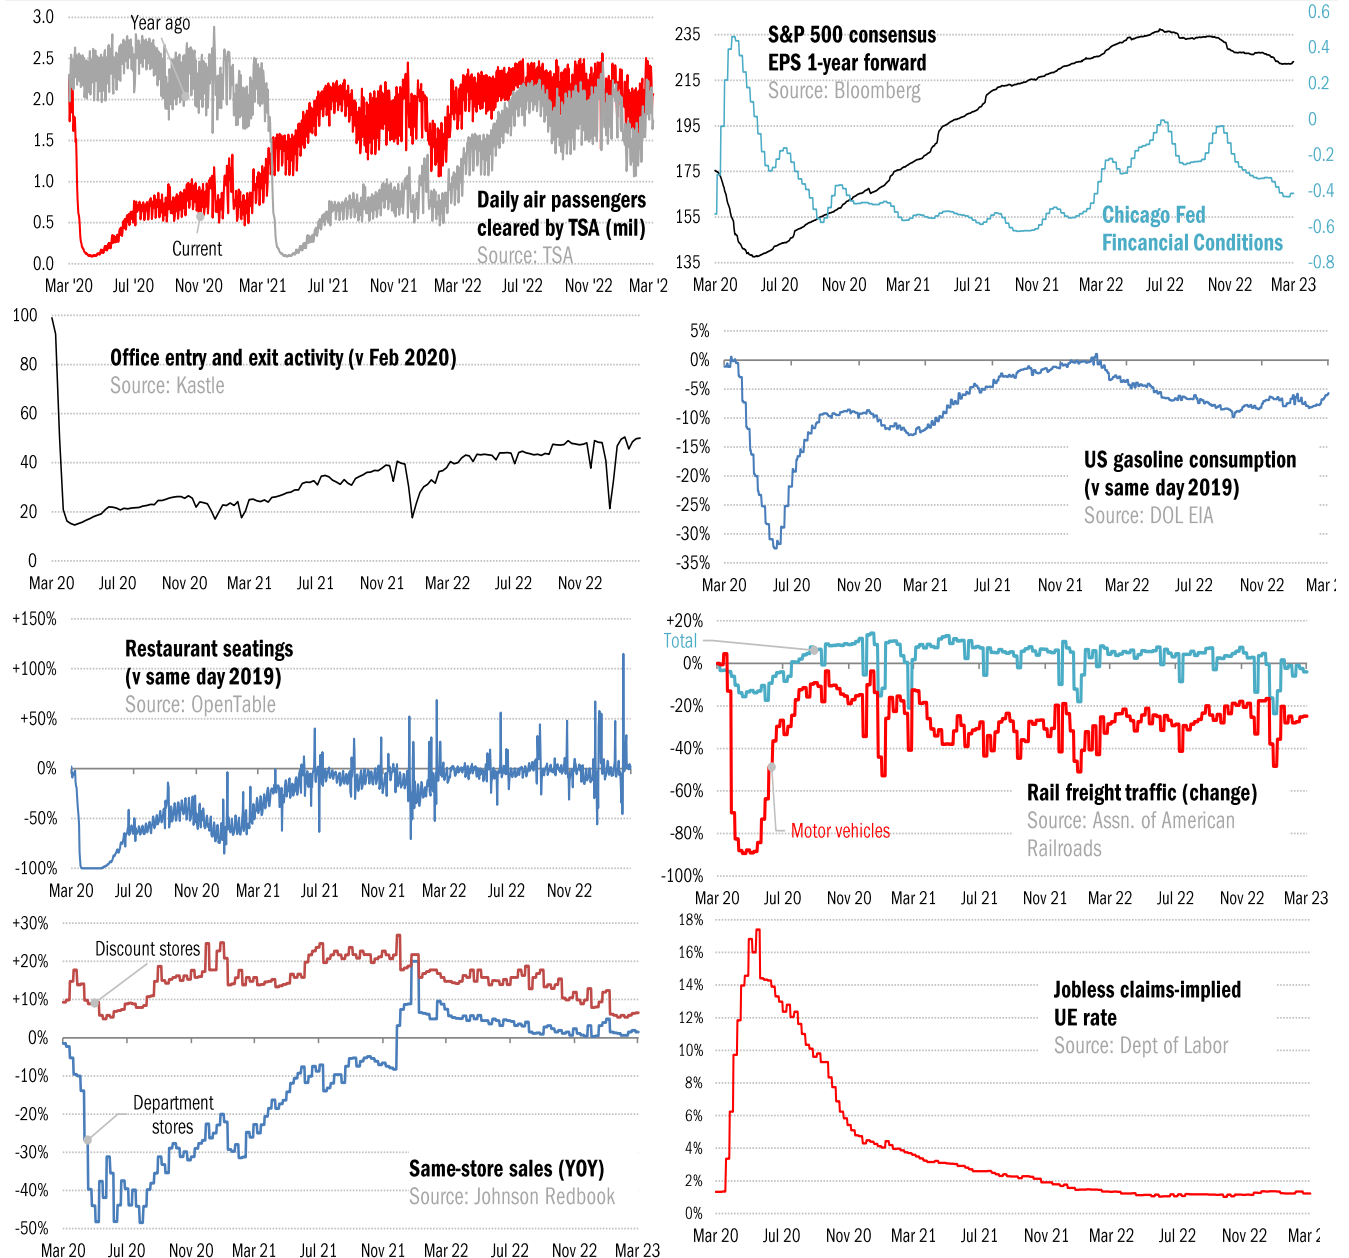 3.0
2.5
2.0
1.5
1.0
0.5
0.0
Year ago
Current
Daily air passengers
cleared by TSA (mil)
Source: TSA
Mar '20 Jul '20 Nov '20 Mar '21 Jul '21 Nov '21 Mar '22 Jul '22 Nov '22 Mar '2
235
215
195
175
155
135
S&P 500 consensus
EPS 1-year forward
Source: Bloomberg
0.6
0.4
0.2
0
-0.2
-0.4
-0.6
-0.8
Chicago Fed
Fincancial Conditions
Mar 20 Jul 20 Nov 20 Mar 21 Jul 21 Nov 21 Mar 22 Jul 22 Nov 22 Mar 23
100
80
60
40
20
0
Office entry and exit activity (v Feb 2020)
Source: Kastle
Mar 20 Jul 20 Nov 20 Mar 21 Jul 21 Nov 21 Mar 22 Jul 22 Nov 22
5%
0%
-5%
-10%
-15%
-20%
-25%
-30%
-35%
US gasoline consumption
(v same day 2019)
Source: DOL EIA
Mar 20 Jul 20 Nov 20 Mar 21 Jul 21 Nov 21 Mar 22 Jul 22 Nov 22 Mar 2
+150%
+100%
+50%
0%
-50%
-100%
Restaurant seatings
(v same day 2019)
Source: OpenTable
Mar 20 Jul 20 Nov 20 Mar 21 Jul 21 Nov 21 Mar 22 Jul 22 Nov 22
+20%
0%
-20%
-40%
-60%
-80%
-100%
Total
Motor vehicles
Rail freight traffic (change)
Source: Assn. of American
Railroads
Mar 20 Jul 20 Nov 20 Mar 21 Jul 21 Nov 21 Mar 22 Jul 22 Nov 22 Mar 23
+30%
+20%
+10%
0%
-10%
-20%
-30%
-40%
-50%
Discount stores
Department
stores
Same-store sales (YOY)
Source: Johnson Redbook
Mar 20 Jul 20 Nov 20 Mar 21 Jul 21 Nov 21 Mar 22 Jul 22 Nov 22 Mar 23
18%
16%
14%
12%
10%
8%
6%
4%
2%
0%
Jobless claims-implied
UE rate
Source: Dept of Labor
Mar 20 Jul 20 Nov 20 Mar 21 Jul 21 Nov 21 Mar 22 Jul 22 Nov 22 Mar 2